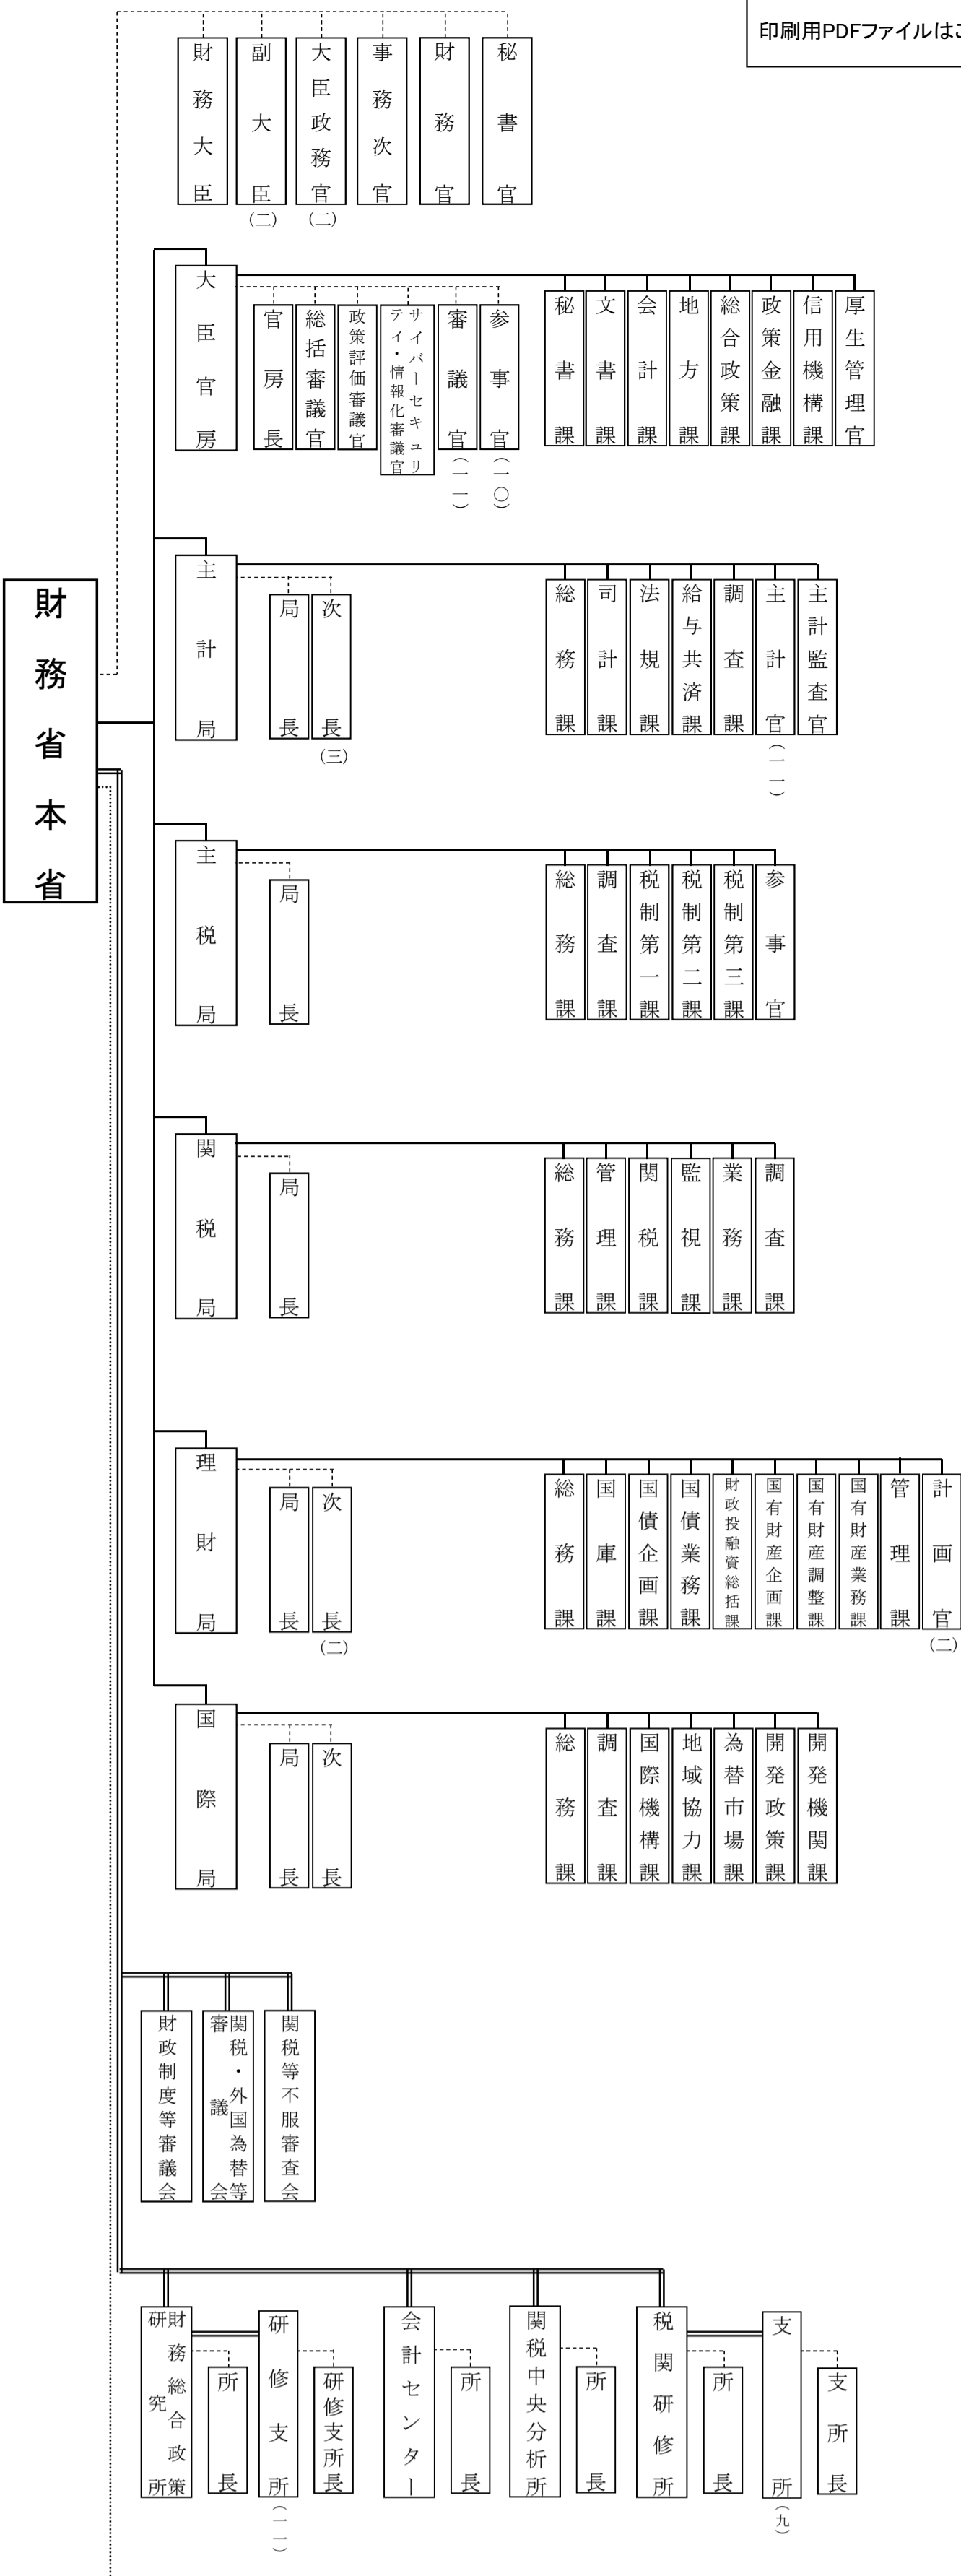 印刷用PDFファイルは
財務大臣
副大臣
(二)
大臣政務官
(二)
事務次官
財務官
秘書官
財務省本省
大臣官房
官房長
総括審議官
政策評価審議官
サイバーセキュリ
ティ・情報化審議官
審議官
(一一)
参事官
(一〇)
秘書課
文書課
会計課
地方課
総合政策課
政策金融課
信用機構課
厚生管理官
主計局
局長
次長
(三)
総務課
司計課
法規課
給与共済課
調査課
主計官
(一一)
主計監査官
主税局
局長
総務課
調査課
税制第一課
税制第二課
税制第三課
参事官
関税局
局長
総務課
管理課
関税課
監視課
業務課
調査課
理財局
局長
次長
(二)
総務課
国庫課
国債企画課
国債業務課
財政投融資総括課
国有財産企画課
国有財産調整課
国有財産業務課
管理課
計画官
(二)
国際局
局長
次長
総務課
調査課
国際機構課
地域協力課
為替市場課
開発政策課
開発機関課
財政制度等審議会
関税・外国為替等
審議会
関税等不服審査会
財務総合政策
研究所
所長
研修支所
(一一)
研修支所長
会計センター
所長
関税中央分析所
所長
税関研修所
所長
支所
(九)
支所長